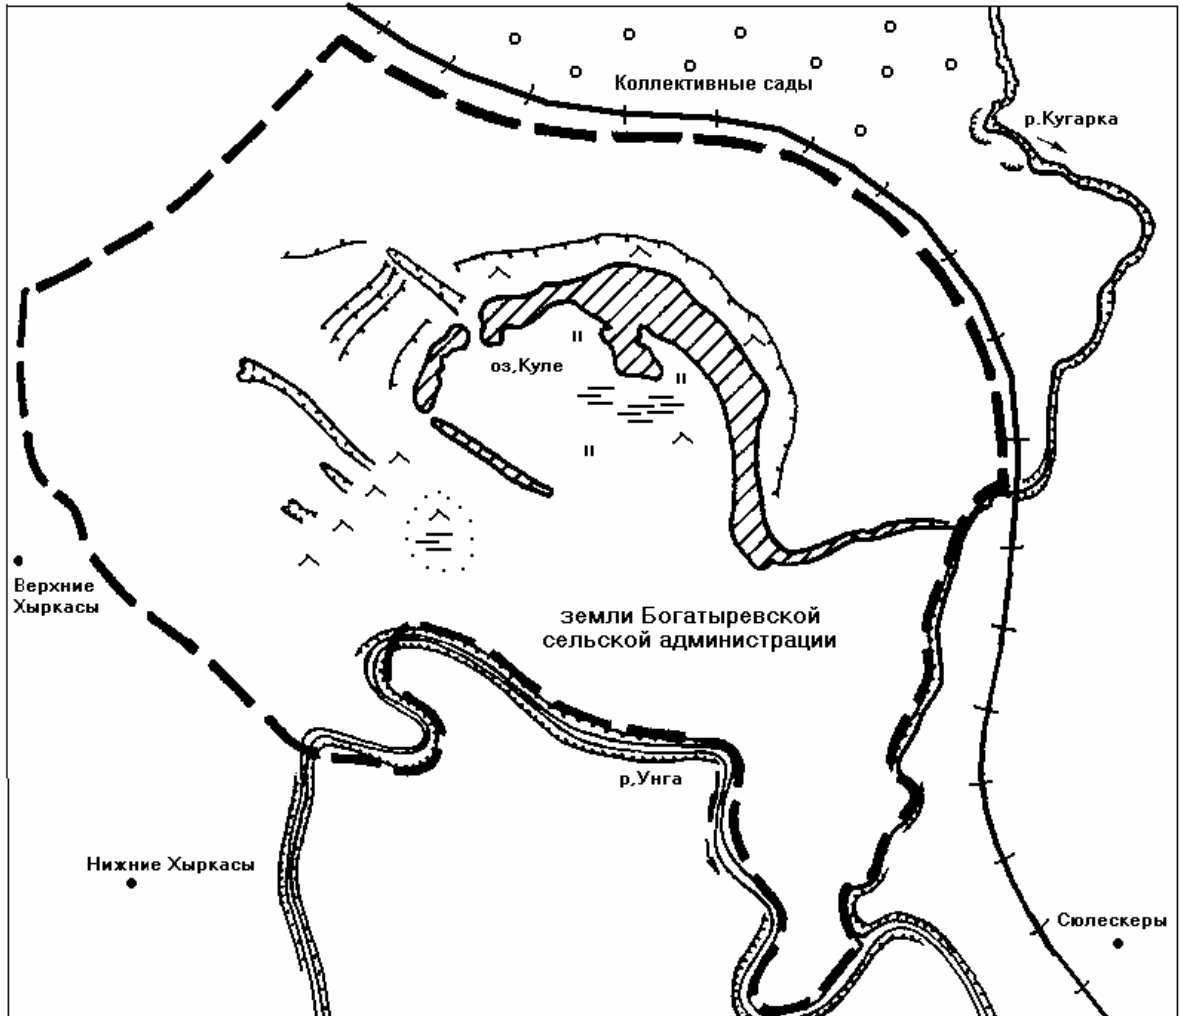 Коллективные сады
р.Кугарка
оз,Куле
Верхние
Хыркасы
земли Богатыревской
сельской администрации
р,Унга
Нижние Хыркасы
Сюлескеры